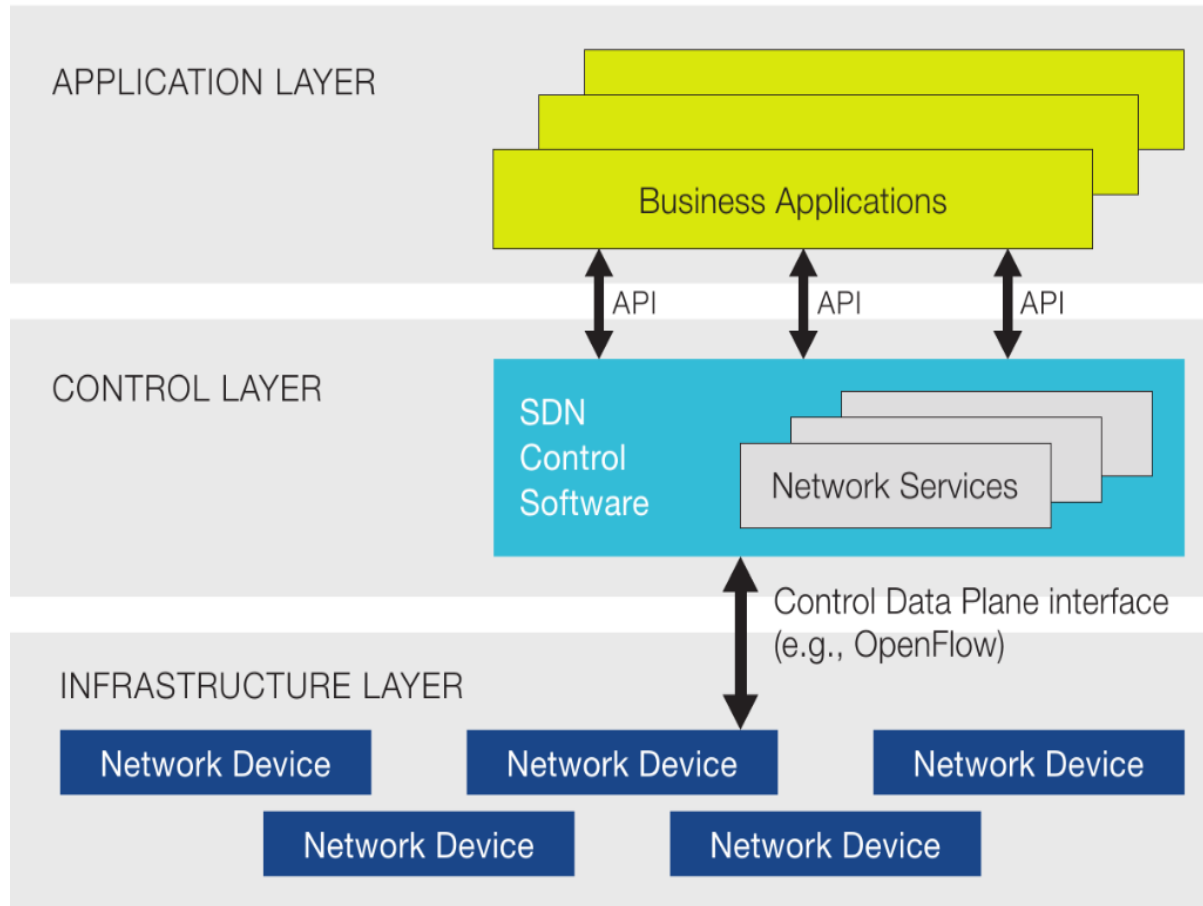 APPLICATION LAYER
Business Applications
API
API
API
CONTROL LAYER
SDN
Control
Software
Network Services
Control Data Plane interface
(e.g., OpenFlow)
INFRASTRUCTURE LAYER
Network Device
Network Device
Network Device
Network Device
Network Device